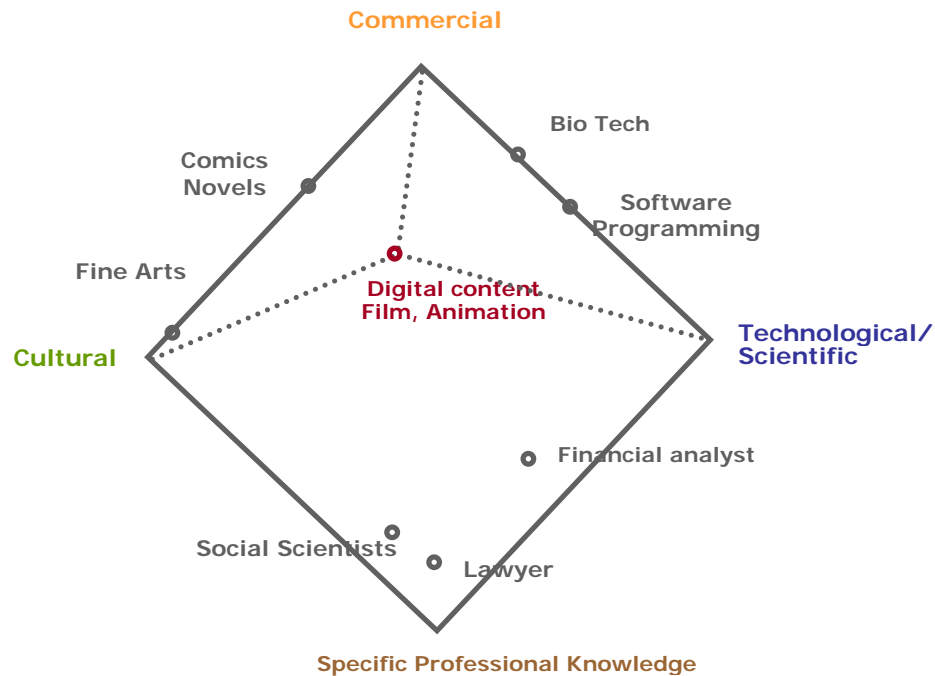 Commercial
Bio Tech
Comics
Novels
Software
Programming
Fine Arts
Digital content
Film, Animation
Technological/
Scientific
Cultural
Financial analyst
Social Scientists
Lawyer
Specific Professional Knowledge